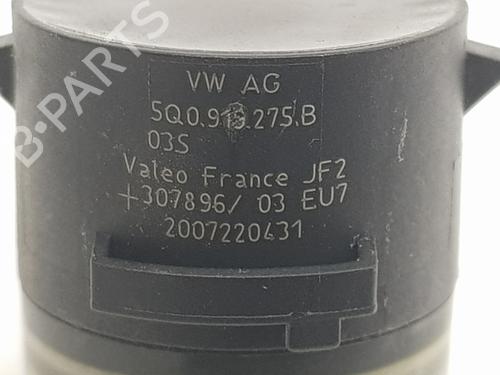 B-PARTS
VW AG
5Q0.919.275.B
03S
Valeo France JF2
+307896/ 03 EU7
2007220431